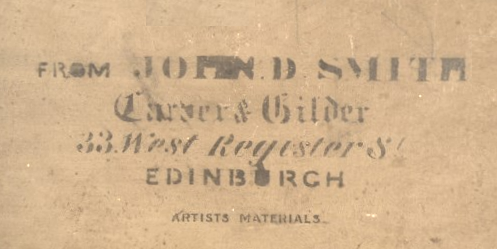 FROM JOHN D. SMITH
Carver & Gilder
33 West Register St
EDINBURGH
ARTISTS MATERIALS